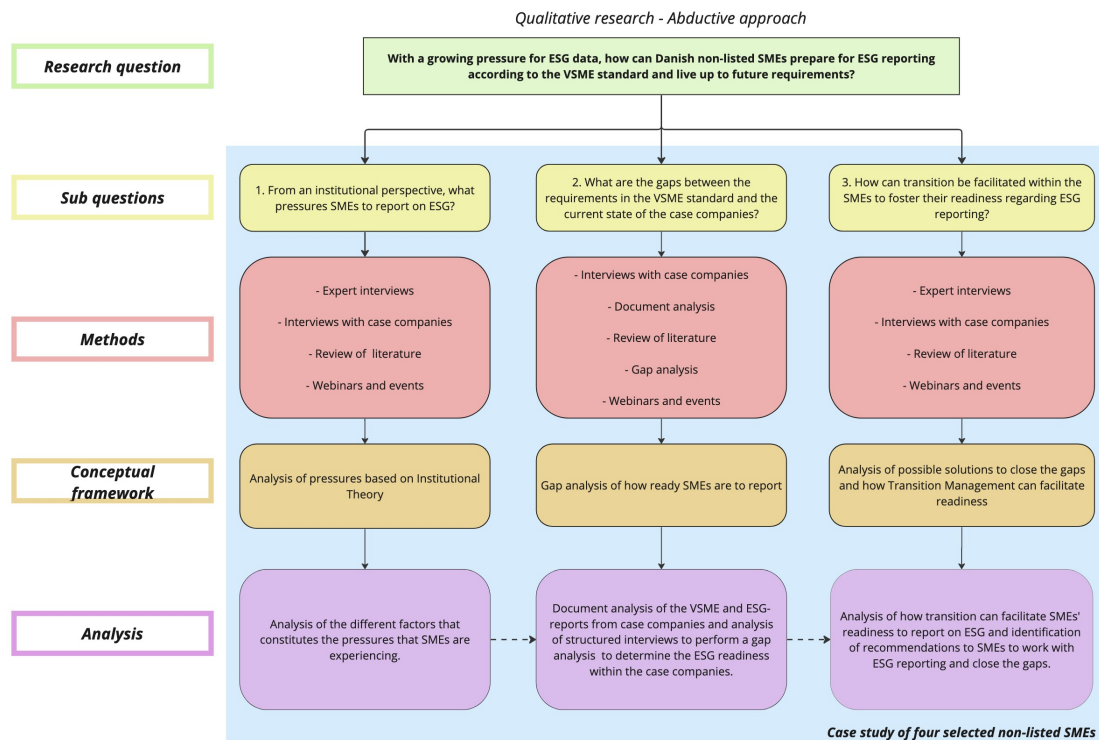 Qualitative research - Abductive approach
Research question
With a growing pressure for ESG data, how can Danish non-listed SMEs prepare for ESG reporting
according to the VSME standard and live up to future requirements?
Sub questions
1. From an institutional perspective, what
pressures SMEs to report on ESG?
2. What are the gaps between the
requirements in the VSME standard and the
current state of the case companies?
3. How can transition be facilitated within the
SMEs to foster their readiness regarding ESG
reporting?
Methods
- Expert interviews
- Interviews with case companies
- Review of literature
- Webinars and events
- Interviews with case companies
- Document analysis
- Review of literature
- Gap analysis
- Webinars and events
- Expert interviews
- Interviews with case companies
- Review of literature
- Webinars and events
Conceptual
framework
Analysis of pressures based on Institutional
Theory
Gap analysis of how ready SMEs are to report
Analysis of possible solutions to close the gaps
and how Transition Management can facilitate
readiness
Analysis
Analysis of the different factors that
constitutes the pressures that SMEs are
experiencing.
Document analysis of the VSME and ESG-
reports from case companies and analysis
of structured interviews to perform a gap
analysis to determine the ESG readiness
within the case companies.
Analysis of how transition can facilitate SMEs'
readiness to report on ESG and identification
of recommendations to SMEs to work with
ESG reporting and close the gaps.
Case study of four selected non-listed SMEs